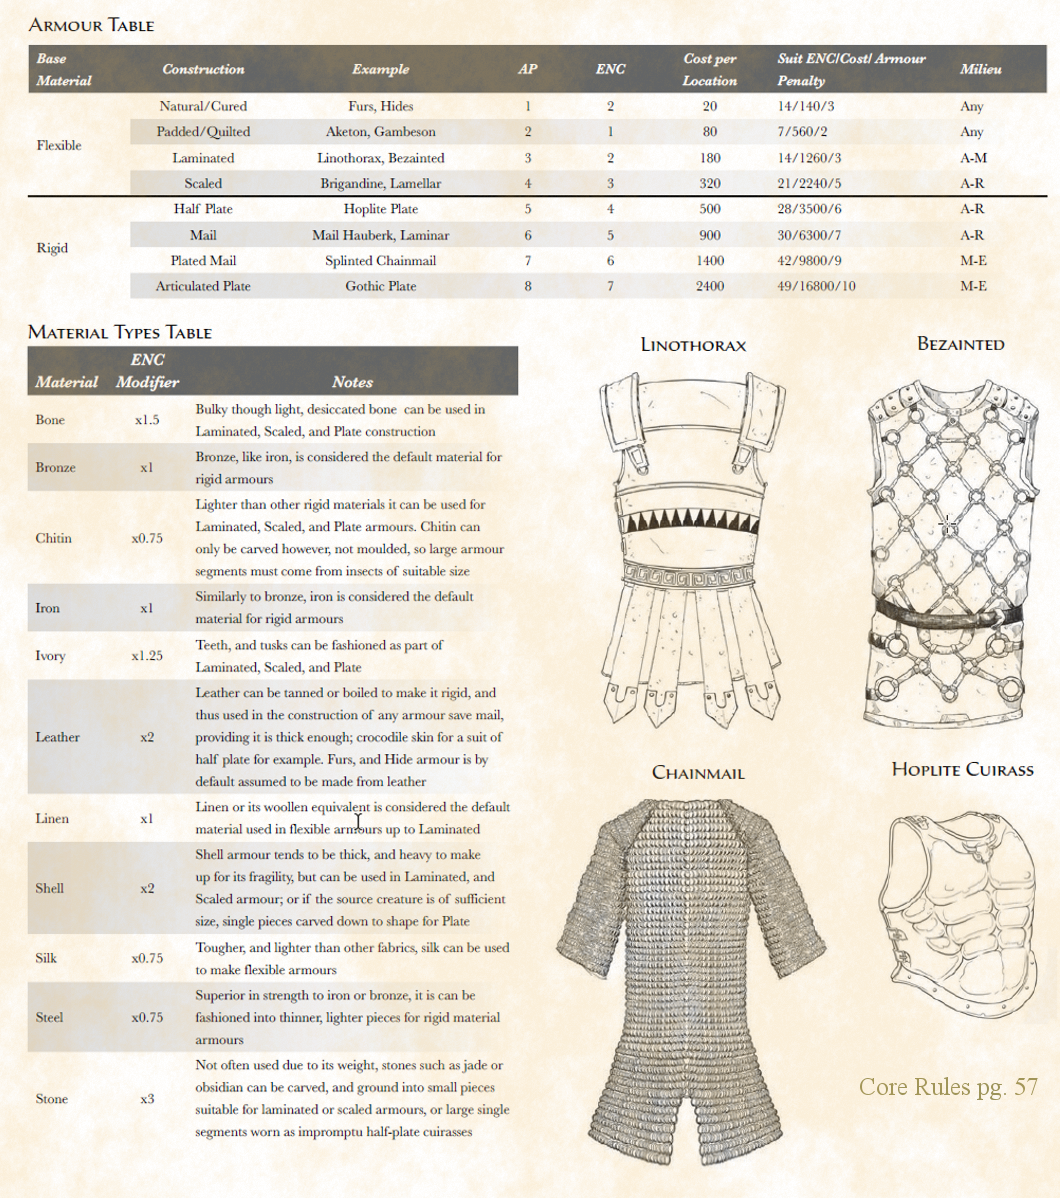 Armour Table
Base Material Construction Example AP ENC Cost per Location Suit ENC/Cost/ Armour Penalty Milieu
Flexible
Natural/Cured Furs, Hides 1 2 20 14/140/3 Any
Padded/Quilted Aketon, Gambeson 2 1 80 7/560/2 Any
Laminated Linothorax, Bezainted 3 2 180 14/1260/3 A-M
Scaled Brigandine, Lamellar 4 3 320 21/2240/5 A-R
Rigid
Half Plate Hoplite Plate 5 4 500 28/3500/6 A-R
Mail Mail Hauberk, Laminar 6 5 900 30/6300/7 A-R
Plated Mail Splinted Chainmail 7 6 1400 42/9800/9 M-E
Articulated Plate Gothic Plate 8 7 2400 49/16800/10 M-E
Material Types Table
Material ENC Modifier Notes
Bone x1.5 Bulky though light, desiccated bone can be used in
Laminated, Scaled, and Plate construction
Bronze x1 Bronze, like iron, is considered the default material for
rigid armours
Chitin x0.75 Lighter than other rigid materials it can be used for
Laminated, Scaled, and Plate armours. Chitin can
only be carved however, not moulded, so large armour
segments must come from insects of suitable size
Iron x1 Similarly to bronze, iron is considered the default
material for rigid armours
Ivory x1.25 Teeth, and tusks can be fashioned as part of
Laminated, Scaled, and Plate
Leather x2 Leather can be tanned or boiled to make it rigid, and
thus used in the construction of any armour save mail,
providing it is thick enough; crocodile skin for a suit of
half plate for example. Furs, and Hide armour is by
default assumed to be made from leather
Linen x1 Linen or its woollen equivalent is considered the default
material used in flexible armours up to Laminated
Shell x2 Shell armour tends to be thick, and heavy to make
up for its fragility, but can be used in Laminated, and
Scaled armour; or if the source creature is of sufficient
size, single pieces carved down to shape for Plate
Silk x0.75 Tougher, and lighter than other fabrics, silk can be used
to make flexible armours
Steel x0.75 Superior in strength to iron or bronze, it is can be
fashioned into thinner, lighter pieces for rigid material
armours
Stone x3 Not often used due to its weight, stones such as jade or
obsidian can be carved, and ground into small pieces
suitable for laminated or scaled armours, or large single
segments worn as impromptu half-plate cuirasses
Linothorax
Bezainted
Chainmail
Hoplite Cuirass
Core Rules pg. 57